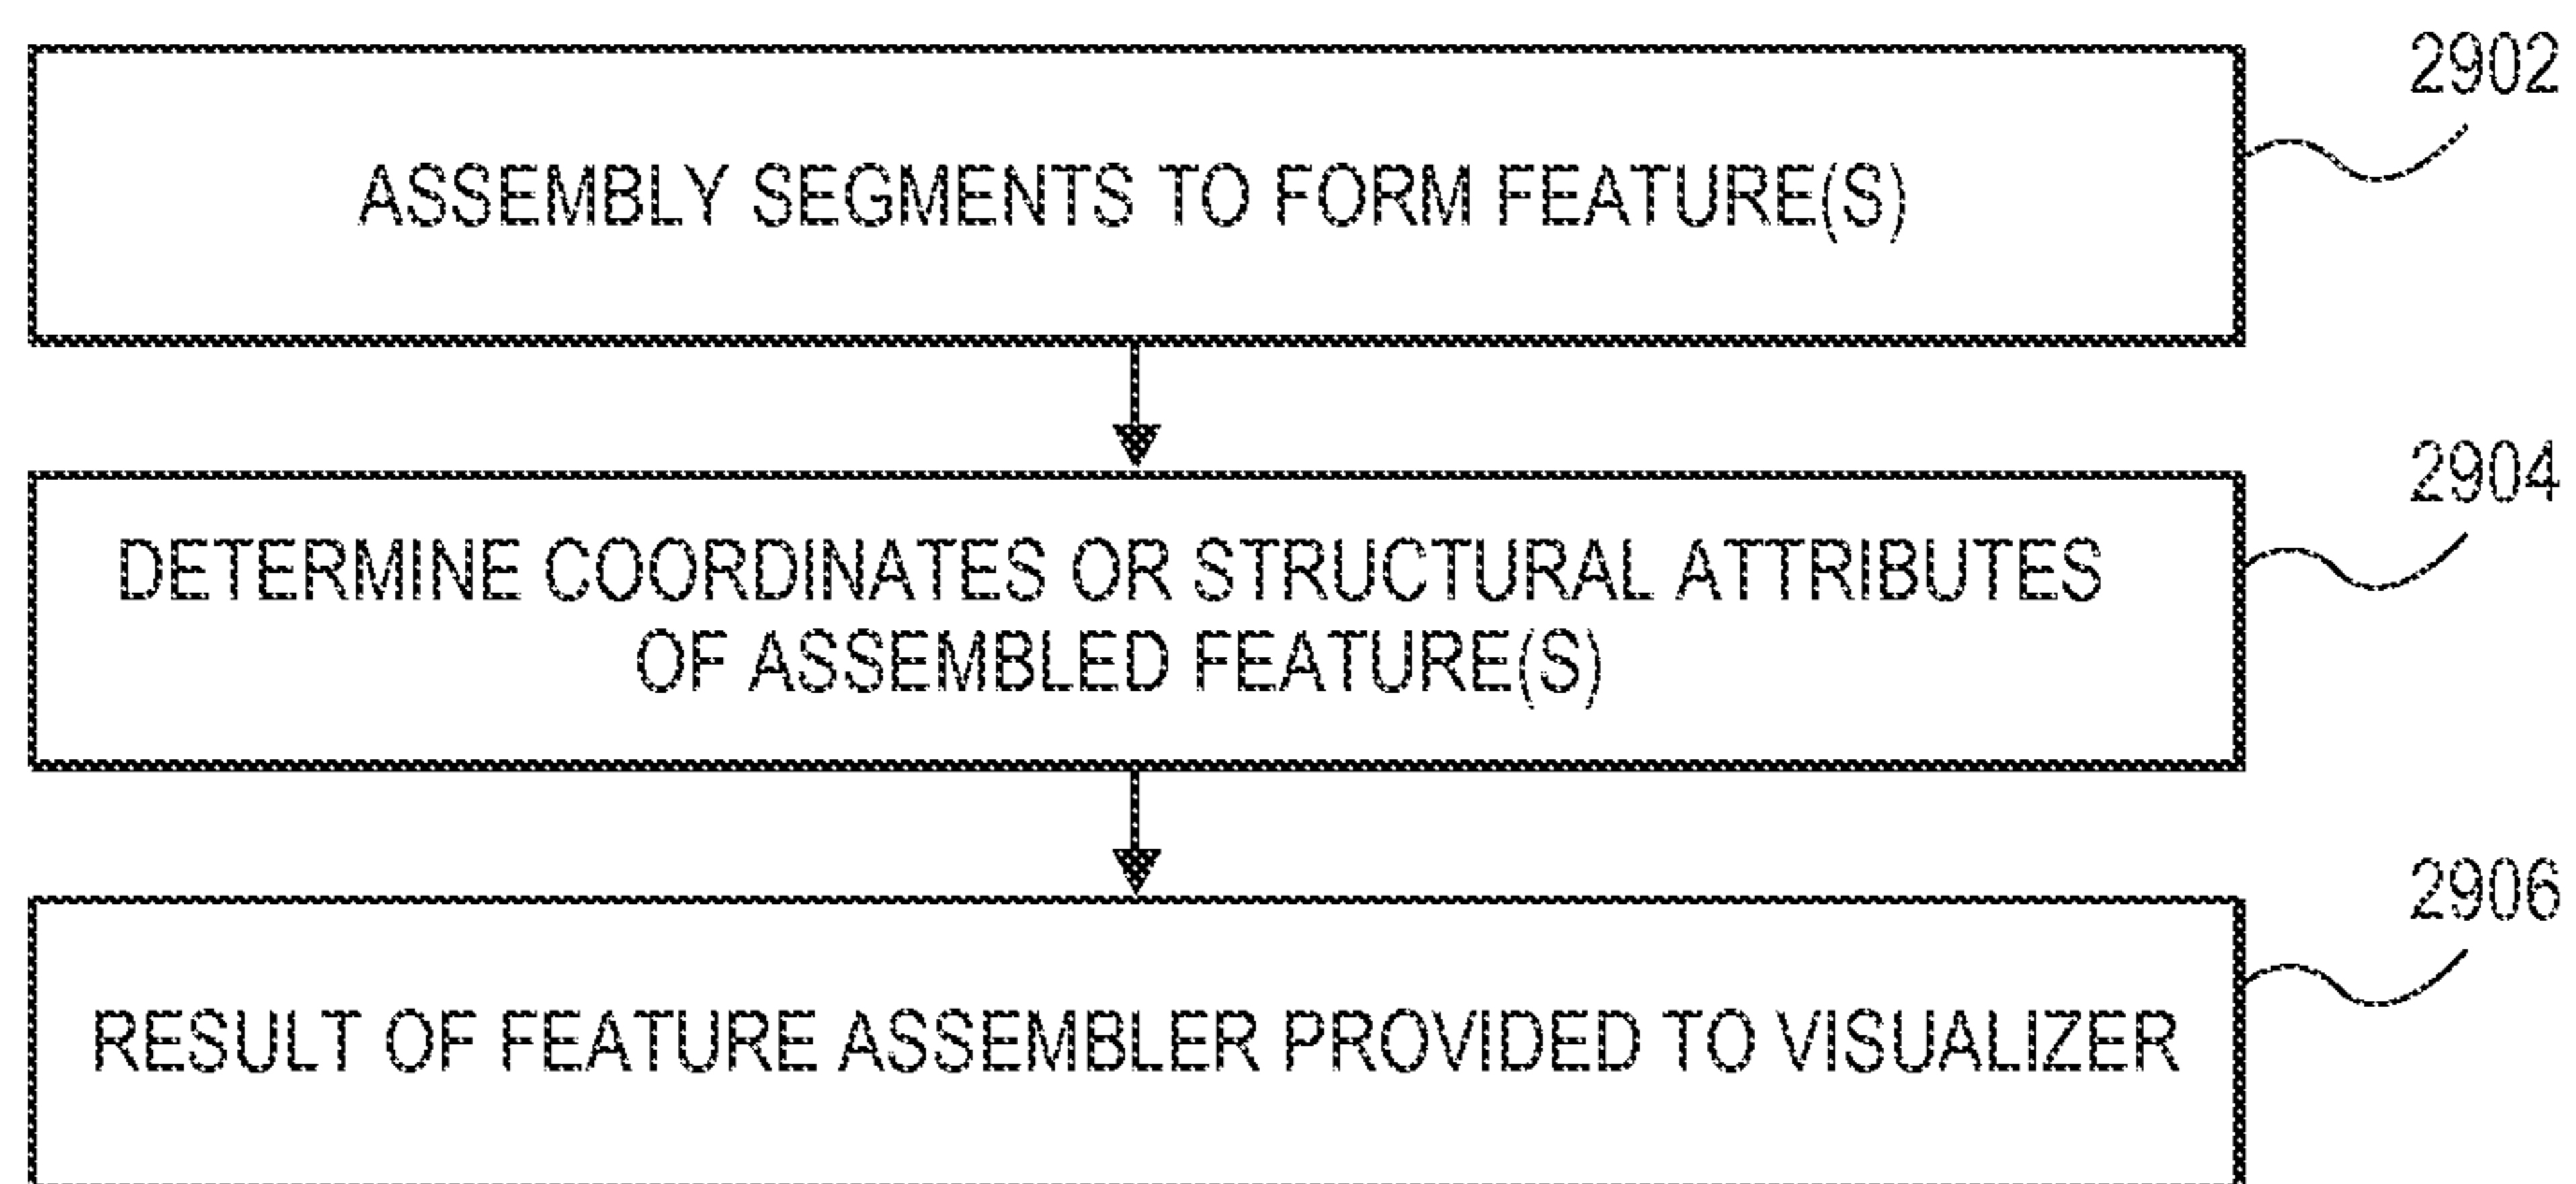 2902
ASSEMBLY SEGMENTS TO FORM FEATURE(S)
2904
DETERMINE COORDINATES OR STRUCTURAL ATTRIBUTES
OF ASSEMBLED FEATURE(S)
2906
RESULT OF FEATURE ASSEMBLER PROVIDED TO VISUALIZER